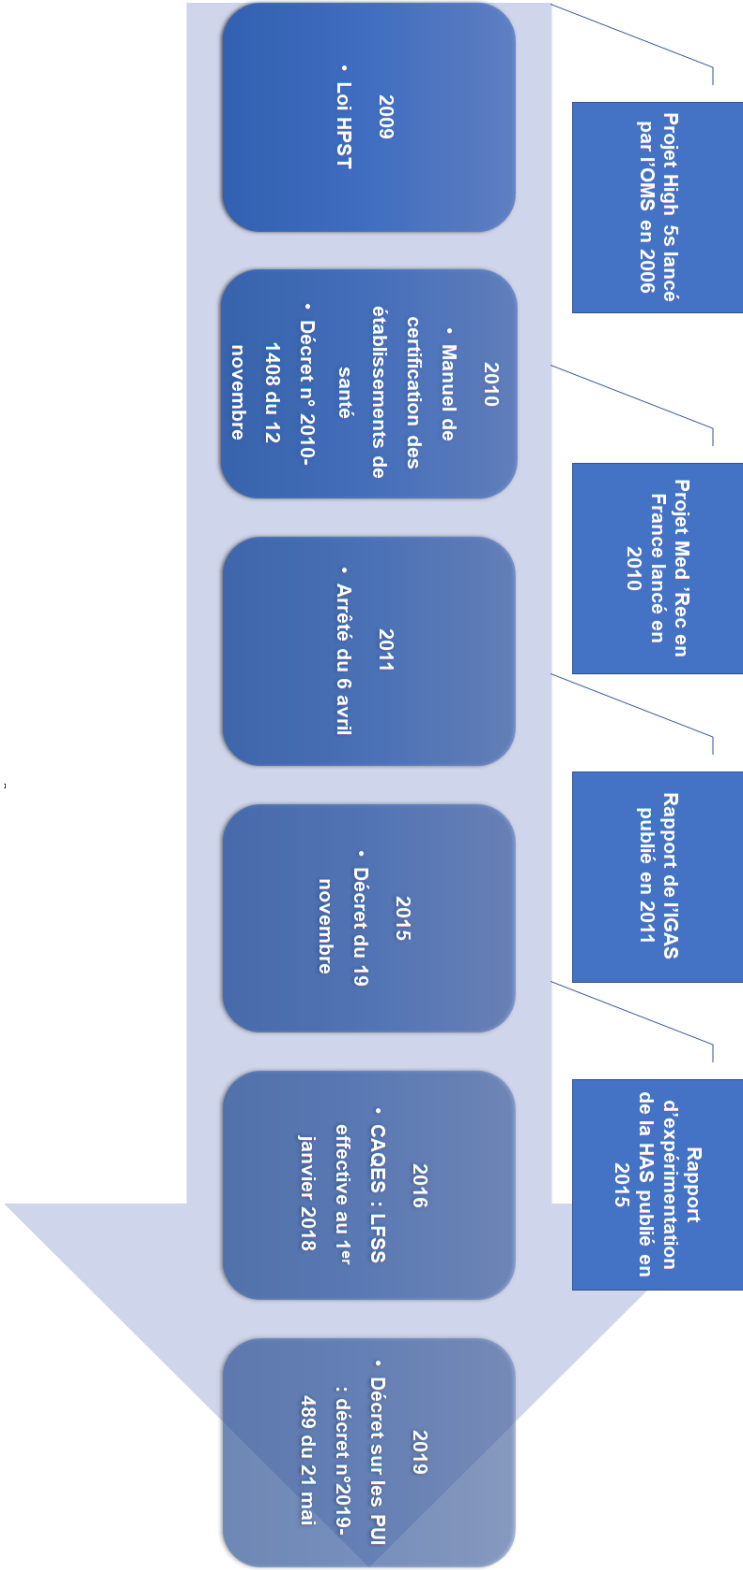 Projet High 5s lancé
par l'OMS en 2006
Projet Med 'Rec en
France lancé en
2010
Rapport de l'IGAS
publié en 2011
Rapport
d'expérimentation
de la HAS publié en
2015
2009
• Loi HPST
2010
• Manuel de
certification des
établissements de
santé
• Décret n° 2010-
1408 du 12
novembre
2011
• Arrêté du 6 avril
2015
• Décret du 19
novembre
2016
• CAQES : LFSS
effective au 1er
janvier 2018
2019
• Décret sur les PUI
: décret n°2019-
489 du 21 mai